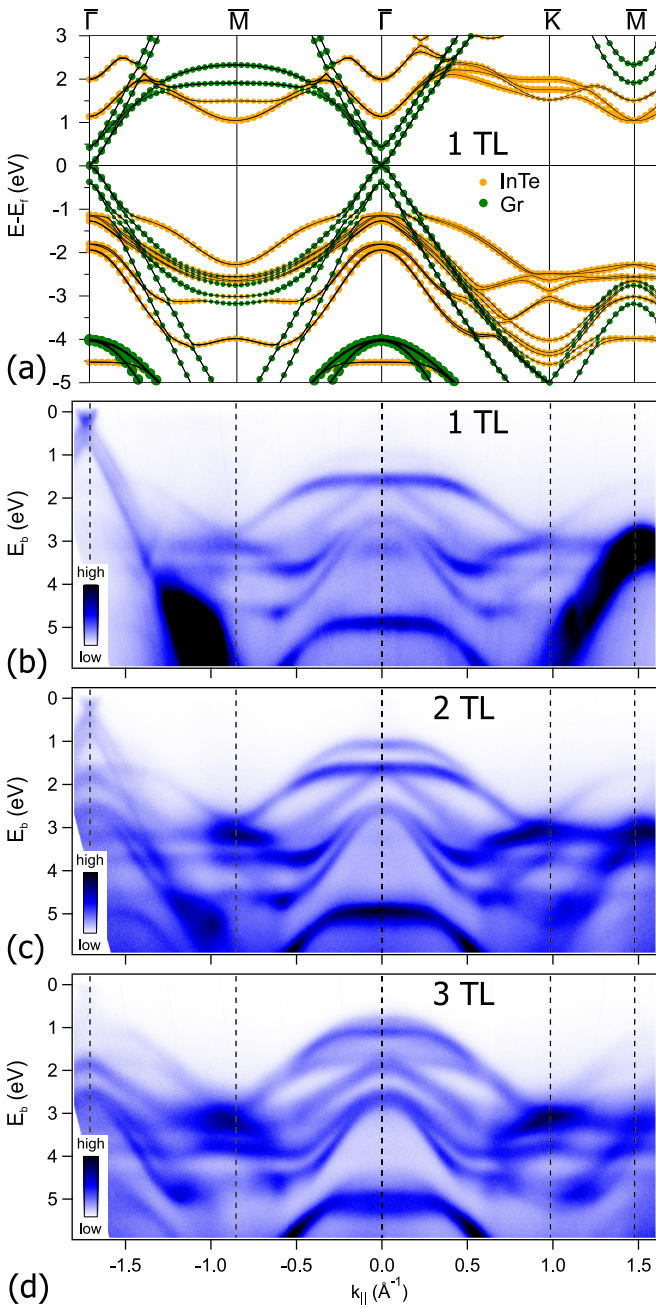 Γ̅ M̅ Γ̅ K̅ M̅
3
2
1
0
-1
-2
-3
-4
-5
E-E_f (eV)
1 TL
InTe
Gr
(a)
0
1
2
3
4
5
E_b (eV)
1 TL
high
low
(b)
0
1
2
3
4
5
E_b (eV)
2 TL
high
low
(c)
0
1
2
3
4
5
E_b (eV)
3 TL
high
low
(d)
-1.5 -1.0 -0.5 0.0 0.5 1.0 1.5
k_|| (Å⁻¹)